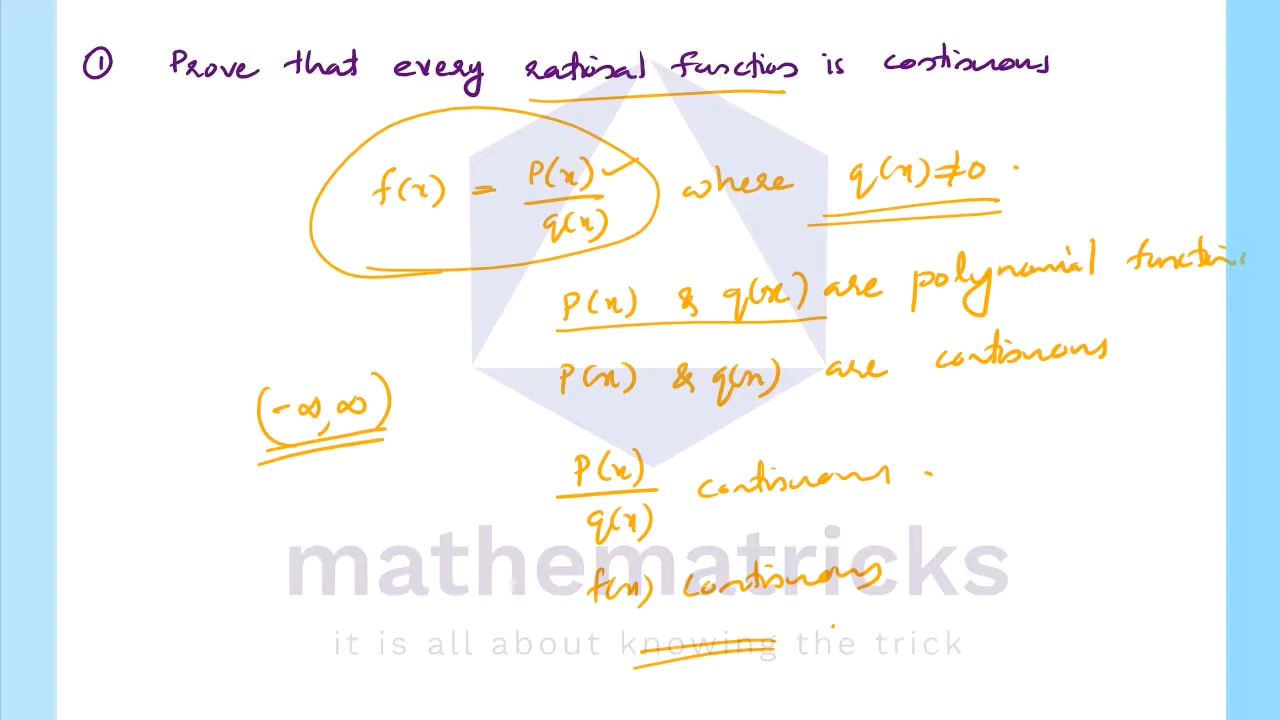 ① Prove that every rational function is continuous
f(x) = P(x)/q(x) where q(x) ≠ 0.
P(x) & q(x) are polynomial function
P(x) & q(x) are continuous
(-∞, ∞)
P(x)/q(x) continuous.
mathematricks
f(x) continuous
it is all about knowing the trick